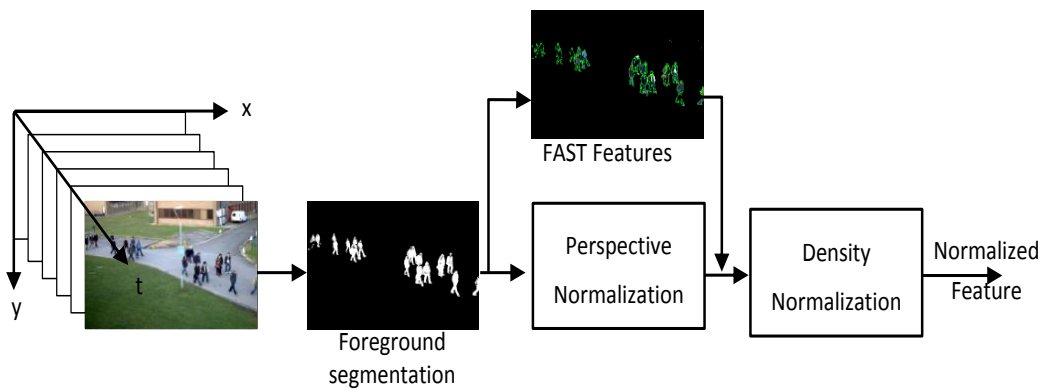 x
y
t
Foreground
segmentation
FAST Features
Perspective
Normalization
Density
Normalization
Normalized
Feature